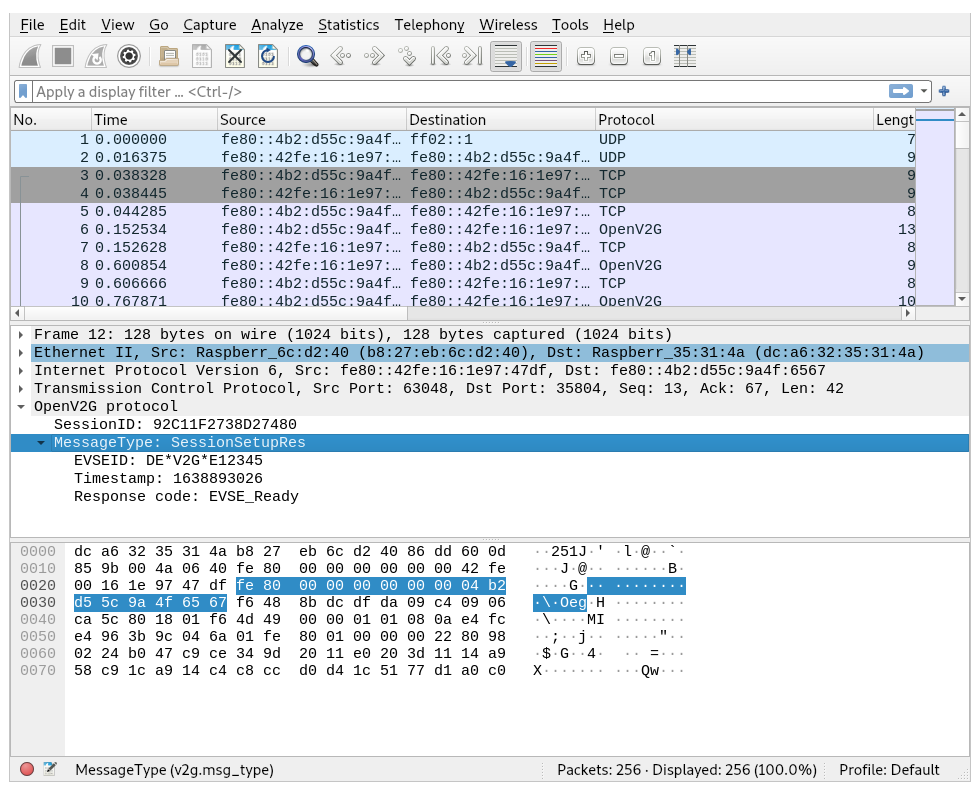 File Edit View Go Capture Analyze Statistics Telephony Wireless Tools Help
Apply a display filter … <Ctrl-/>
No. Time Source Destination Protocol Lengt
1 0.000000 fe80::4b2:d55c:9a4f… ff02::1 UDP 7
2 0.016375 fe80::42fe:16:1e97:… fe80::4b2:d55c:9a4f… UDP 9
3 0.038328 fe80::4b2:d55c:9a4f… fe80::42fe:16:1e97:… TCP 9
4 0.038445 fe80::42fe:16:1e97:… fe80::4b2:d55c:9a4f… TCP 9
5 0.044285 fe80::4b2:d55c:9a4f… fe80::42fe:16:1e97:… TCP 8
6 0.152534 fe80::4b2:d55c:9a4f… fe80::42fe:16:1e97:… OpenV2G 13
7 0.152628 fe80::42fe:16:1e97:… fe80::4b2:d55c:9a4f… TCP 8
8 0.600854 fe80::42fe:16:1e97:… fe80::4b2:d55c:9a4f… OpenV2G 9
9 0.606666 fe80::4b2:d55c:9a4f… fe80::42fe:16:1e97:… TCP 8
10 0.767871 fe80::4b2:d55c:9a4f… fe80::42fe:16:1e97:… OpenV2G 10
Frame 12: 128 bytes on wire (1024 bits), 128 bytes captured (1024 bits)
Ethernet II, Src: Raspberr_6c:d2:40 (b8:27:eb:6c:d2:40), Dst: Raspberr_35:31:4a (dc:a6:32:35:31:4a)
Internet Protocol Version 6, Src: fe80::42fe:16:1e97:47df, Dst: fe80::4b2:d55c:9a4f:6567
Transmission Control Protocol, Src Port: 63048, Dst Port: 35804, Seq: 13, Ack: 67, Len: 42
OpenV2G protocol
SessionID: 92C11F2738D27480
MessageType: SessionSetupRes
EVSEID: DE*V2G*E12345
Timestamp: 1638893026
Response code: EVSE_Ready
0000 dc a6 32 35 31 4a b8 27 eb 6c d2 40 86 dd 60 0d ··251J·' ·l·@··`·
0010 85 9b 00 4a 06 40 fe 80 00 00 00 00 00 00 42 fe ···J·@·· ······B·
0020 00 16 1e 97 47 df fe 80 00 00 00 00 00 00 04 b2 ····G··· ········
0030 d5 5c 9a 4f 65 67 f6 48 8b dc df da 09 c4 09 06 ·\·Oeg·H ········
0040 ca 5c 80 18 01 f6 4d 49 00 00 01 01 08 0a e4 fc ·\····MI ········
0050 e4 96 3b 9c 04 6a 01 fe 80 01 00 00 00 22 80 98 ··;··j·· ·····"··
0060 02 24 b0 47 c9 ce 34 9d 20 11 e0 20 3d 11 14 a9 ·$·G··4· ·· =···
0070 58 c9 1c a9 14 c4 c8 cc d0 d4 1c 51 77 d1 a0 c0 X······· ···Qw···
MessageType (v2g.msg_type) Packets: 256 · Displayed: 256 (100.0%) Profile: Default